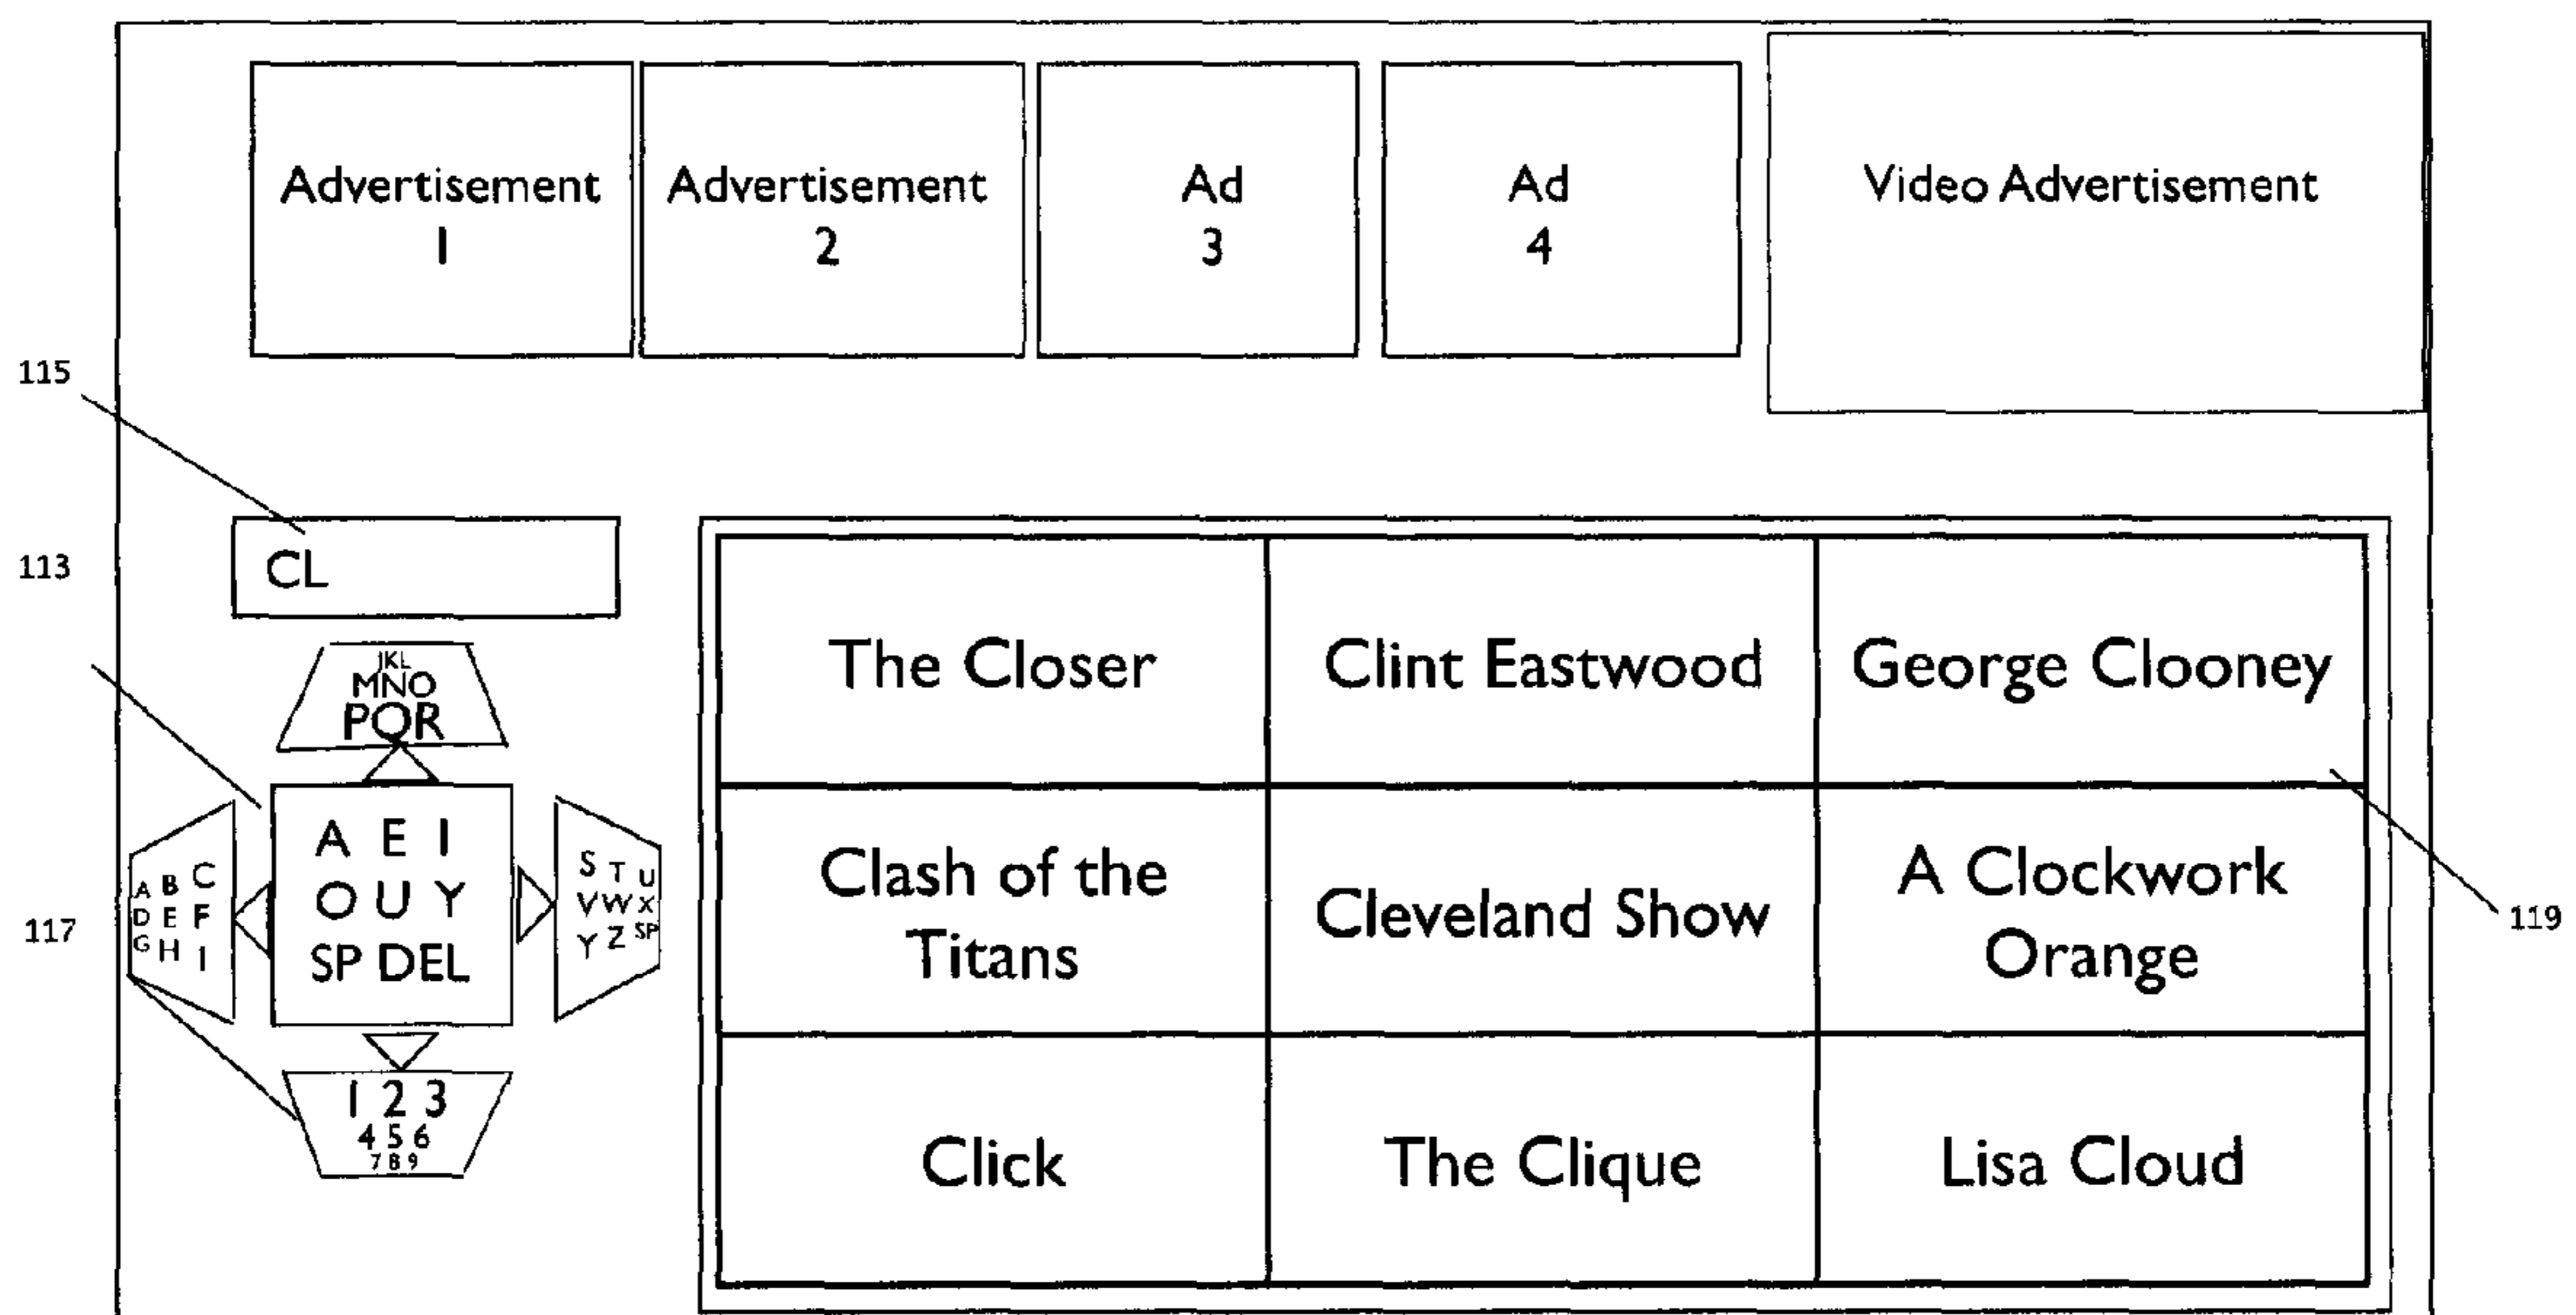 Advertisement
1
Advertisement
2
Ad
3
Ad
4
Video Advertisement
115
CL
113
JKL
MNO
PQR
A B C
D E F
G H I
A E I
O U Y
SP DEL
S T U
V W X
Y Z SP
117
1 2 3
4 5 6
7 8 9
The Closer
Clint Eastwood
George Clooney
Clash of the
Titans
Cleveland Show
A Clockwork
Orange
119
Click
The Clique
Lisa Cloud